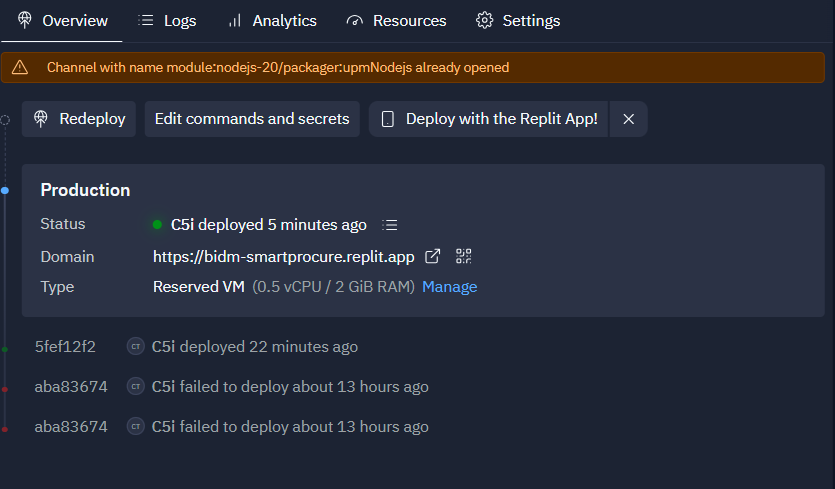 Overview Logs Analytics Resources Settings
Channel with name module:nodejs-20/packager:upmNodejs already opened
Redeploy Edit commands and secrets Deploy with the Replit App!
Production
Status C5i deployed 5 minutes ago
Domain https://bidm-smartprocure.replit.app
Type Reserved VM (0.5 vCPU / 2 GiB RAM) Manage
5fef12f2 CT C5i deployed 22 minutes ago
aba83674 CT C5i failed to deploy about 13 hours ago
aba83674 CT C5i failed to deploy about 13 hours ago